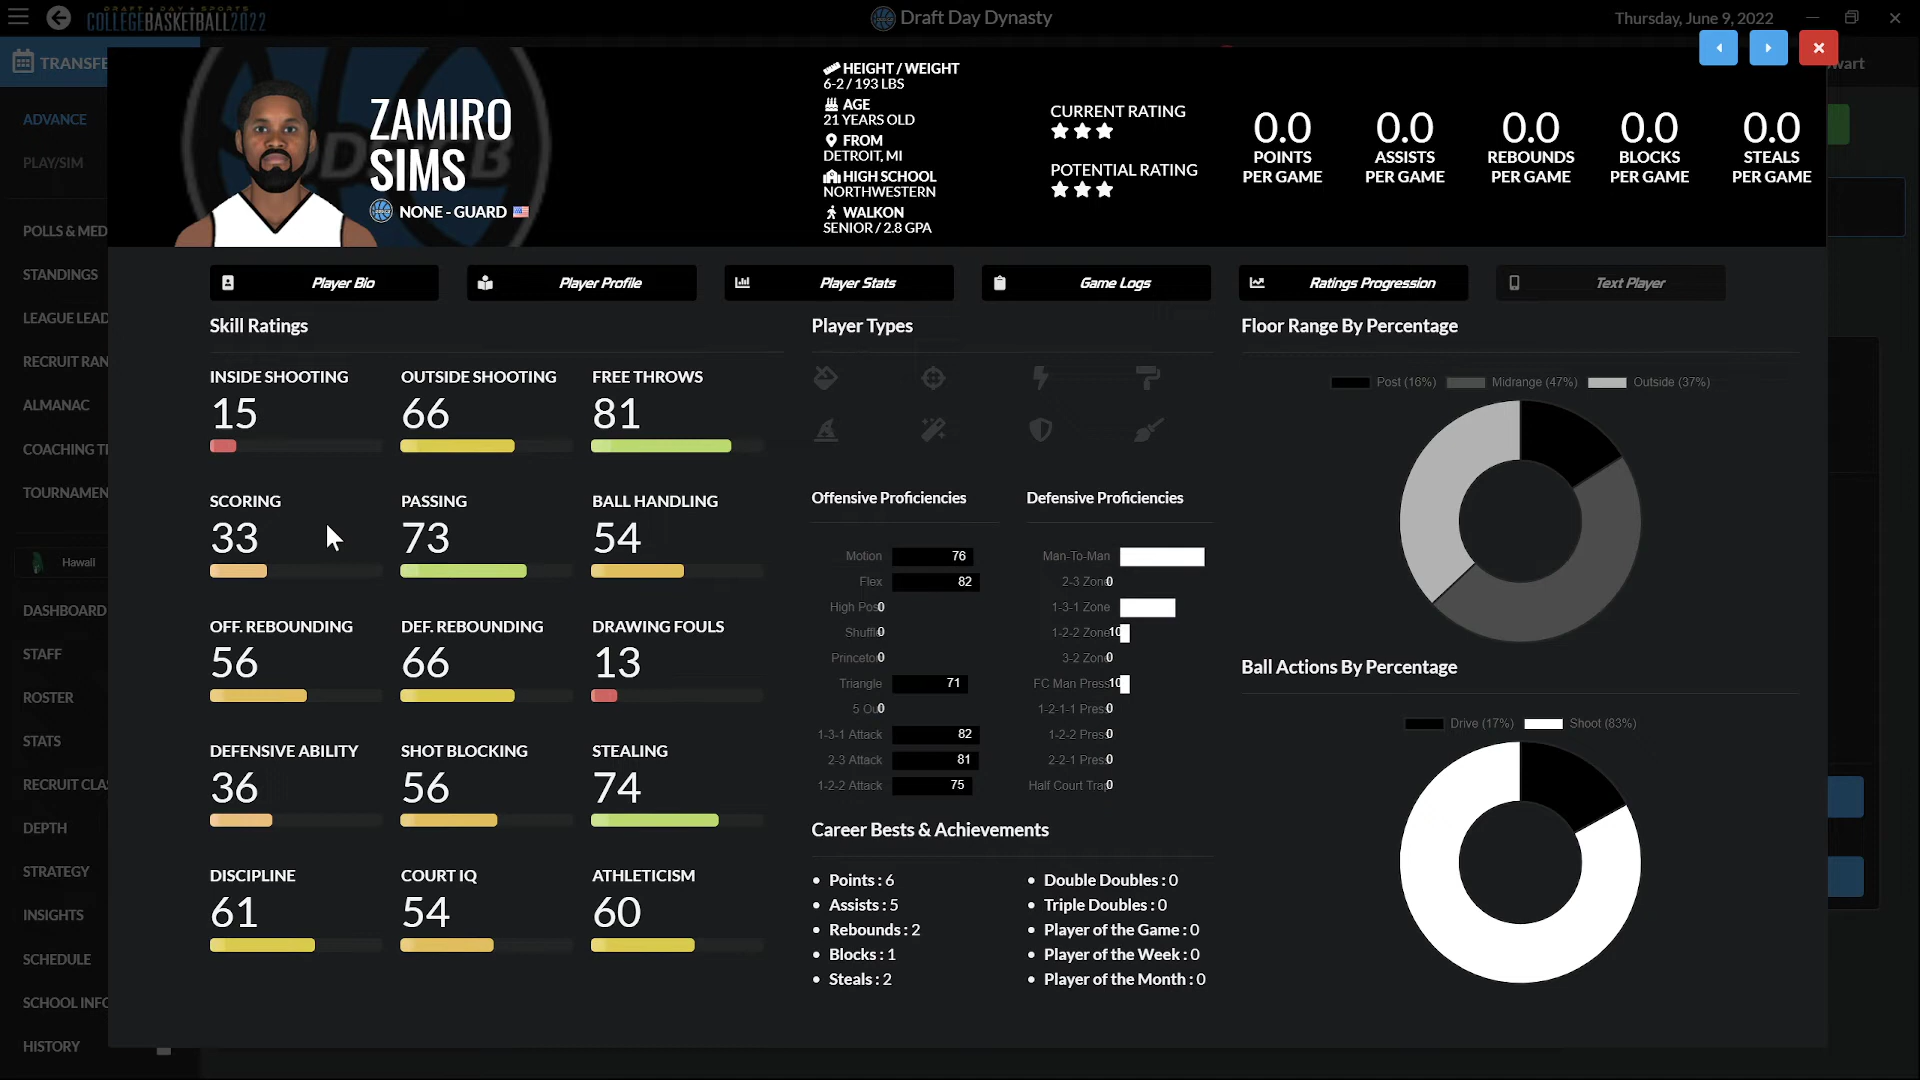 DRAFT • DAY • SPORTS
COLLEGE BASKETBALL 2022
Draft Day Dynasty
Thursday, June 9, 2022
TRANSFE
ADVANCE
PLAY/SIM
POLLS & MED
STANDINGS
LEAGUE LEAD
RECRUIT RAN
ALMANAC
COACHING T
TOURNAMEN
Hawaii
DASHBOARD
STAFF
ROSTER
STATS
RECRUIT CLA
DEPTH
STRATEGY
INSIGHTS
SCHEDULE
SCHOOL INFO
HISTORY
ZAMIRO
SIMS
NONE - GUARD
HEIGHT / WEIGHT
6-2 / 193 LBS
AGE
21 YEARS OLD
FROM
DETROIT, MI
HIGH SCHOOL
NORTHWESTERN
WALKON
SENIOR / 2.8 GPA
CURRENT RATING
POTENTIAL RATING
0.0
POINTS
PER GAME
0.0
ASSISTS
PER GAME
0.0
REBOUNDS
PER GAME
0.0
BLOCKS
PER GAME
0.0
STEALS
PER GAME
wart
Player Bio
Player Profile
Player Stats
Game Logs
Ratings Progression
Text Player
Skill Ratings
INSIDE SHOOTING
15
OUTSIDE SHOOTING
66
FREE THROWS
81
SCORING
33
PASSING
73
BALL HANDLING
54
OFF. REBOUNDING
56
DEF. REBOUNDING
66
DRAWING FOULS
13
DEFENSIVE ABILITY
36
SHOT BLOCKING
56
STEALING
74
DISCIPLINE
61
COURT IQ
54
ATHLETICISM
60
Player Types
Offensive Proficiencies
Motion 76
Flex 82
High Pos 0
Shuffl 0
Princeto 0
Triangle 71
5 Ou 0
1-3-1 Attack 82
2-3 Attack 81
1-2-2 Attack 75
Defensive Proficiencies
Man-To-Man
2-3 Zon 0
1-3-1 Zone
1-2-2 Zone 10
3-2 Zon 0
FC Man Press 10
1-2-1-1 Pres 0
1-2-2 Pres 0
2-2-1 Pres 0
Half Court Tra 0
Career Bests & Achievements
• Points : 6
• Assists : 5
• Rebounds : 2
• Blocks : 1
• Steals : 2
• Double Doubles : 0
• Triple Doubles : 0
• Player of the Game : 0
• Player of the Week : 0
• Player of the Month : 0
Floor Range By Percentage
Post (16%) Midrange (47%) Outside (37%)
Ball Actions By Percentage
Drive (17%) Shoot (83%)